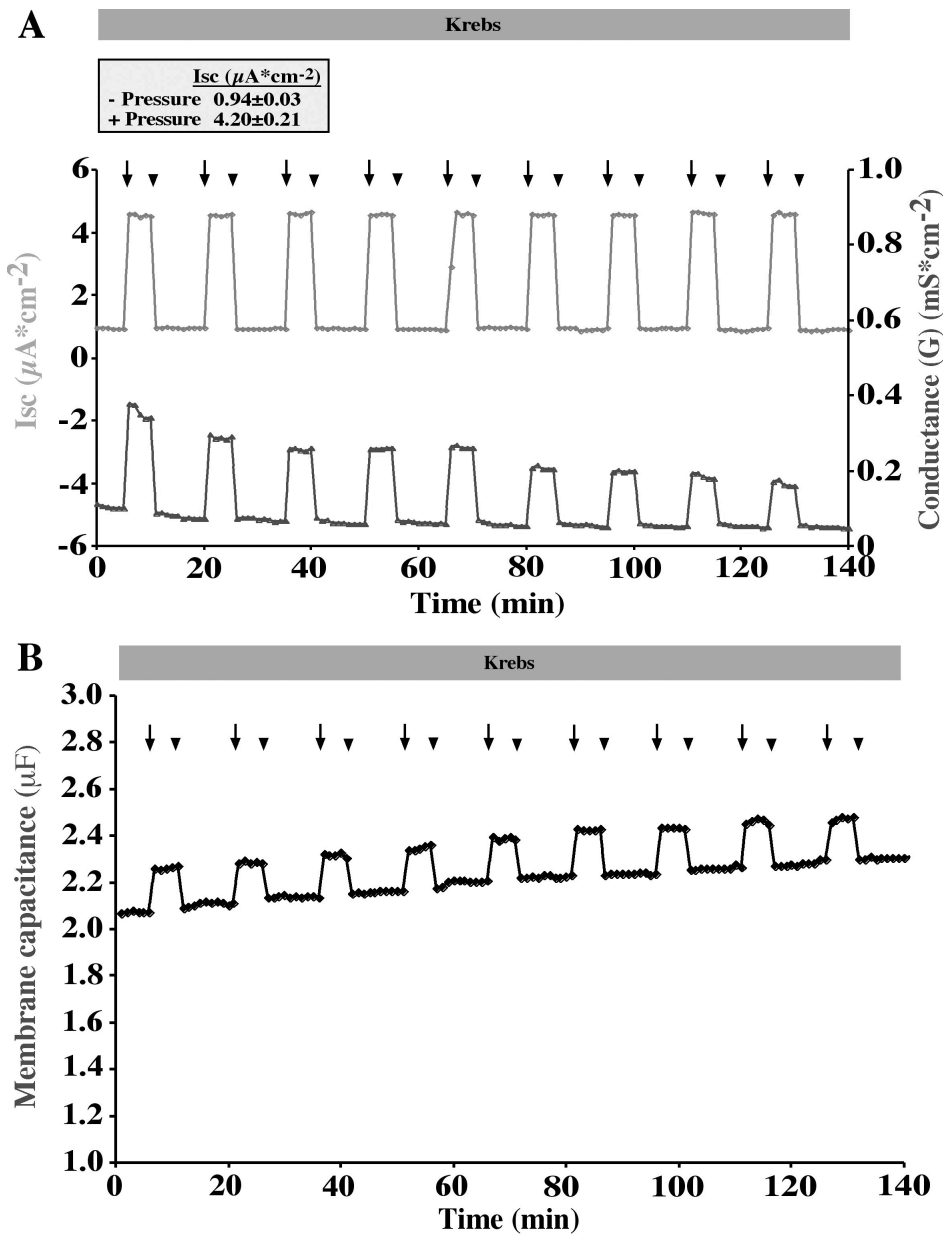 A
Krebs
Isc (µA*cm-2)
- Pressure 0.94±0.03
+ Pressure 4.20±0.21
6
4
2
0
-2
-4
-6
Isc (µA*cm-2)
1.0
0.8
0.6
0.4
0.2
0
Conductance (G) (mS*cm-2)
0 20 40 60 80 100 120 140
Time (min)
B
Krebs
3.0
2.8
2.6
2.4
2.2
2.0
1.8
1.6
1.4
1.2
1.0
Membrane capacitance (µF)
0 20 40 60 80 100 120 140
Time (min)